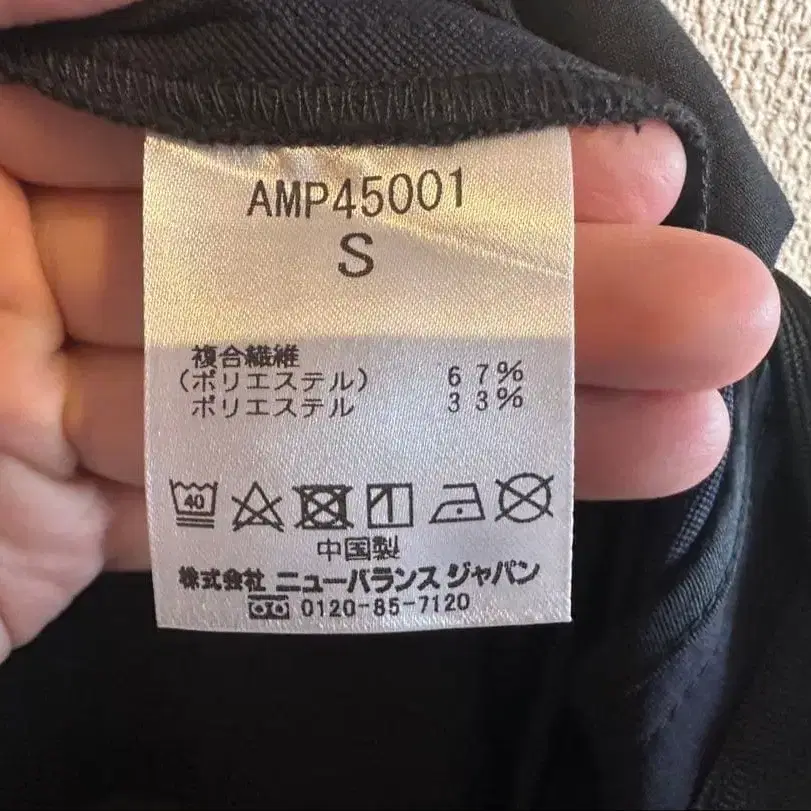 AMP45001
S
複合繊維
(ポリエステル) 67%
ポリエステル 33%
40
中国製
株式会社 ニューバランス ジャパン
0120-85-7120